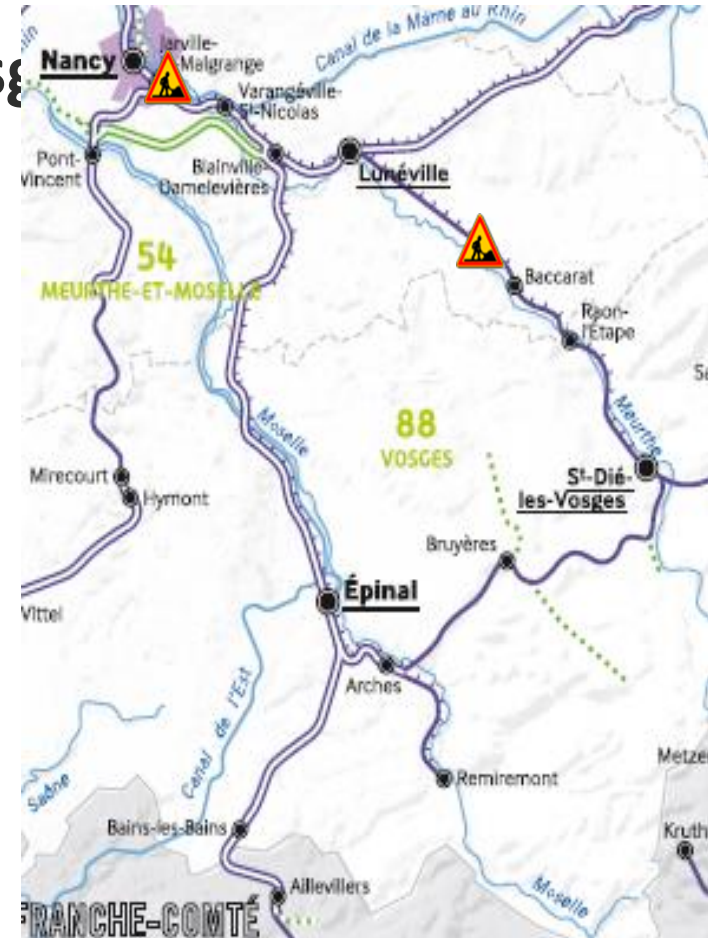 Canal de la Marne au Rhin
Jarville-
Malgrange
Nancy
Varangéville-
St-Nicolas
Pont-
Vincent
Blainville-
Damelevières
Lunéville
54
MEURTHE-ET-MOSELLE
Baccarat
Raon-
l'Étape
Moselle
88
VOSGES
Meurthe
Mirecourt
Hymont
St-Dié-
les-Vosges
Bruyères
Vittel
Épinal
Arches
Canal de l'Est
Saône
Remiremont
Metze
Bains-les-Bains
Kruth
Aillevillers
Moselle
FRANCHE-COMTÉ